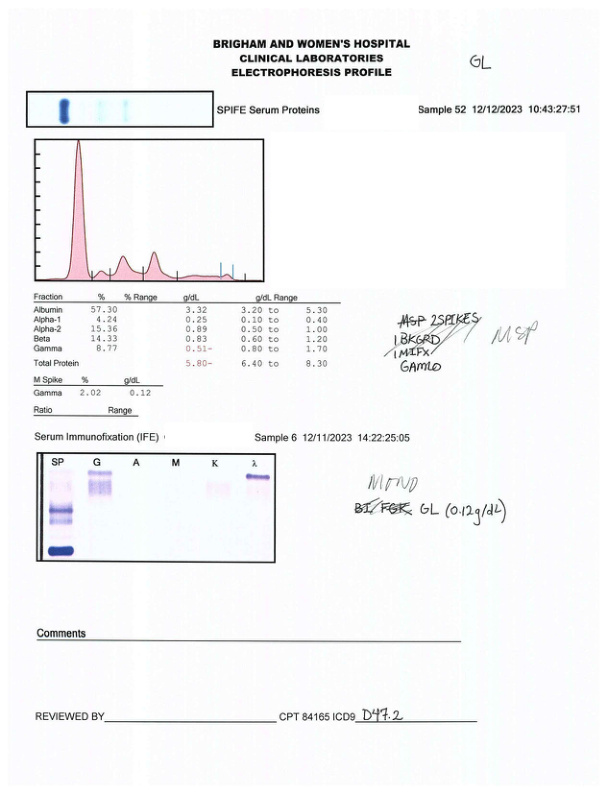 BRIGHAM AND WOMEN'S HOSPITAL
CLINICAL LABORATORIES
ELECTROPHORESIS PROFILE
GL
SPIFE Serum Proteins Sample 52 12/12/2023 10:43:27:51
Fraction % % Range g/dL g/dL Range
Albumin 57.30 3.32 3.20 to 5.30
Alpha-1 4.24 0.25 0.10 to 0.40
Alpha-2 15.36 0.89 0.50 to 1.00
Beta 14.33 0.83 0.60 to 1.20
Gamma 8.77 0.51- 0.80 to 1.70
Total Protein 5.80- 6.40 to 8.30
MSP 2SPIKES
1 BKGRD
1 MIFX
GAMLO
MSP
M Spike % g/dL
Gamma 2.02 0.12
Ratio Range
Serum Immunofixation (IFE) Sample 6 12/11/2023 14:22:25:05
SP G A M K λ
MONO
BI/ FGK GL (0.12g/dL)
Comments
REVIEWED BY CPT 84165 ICD9 D47.2